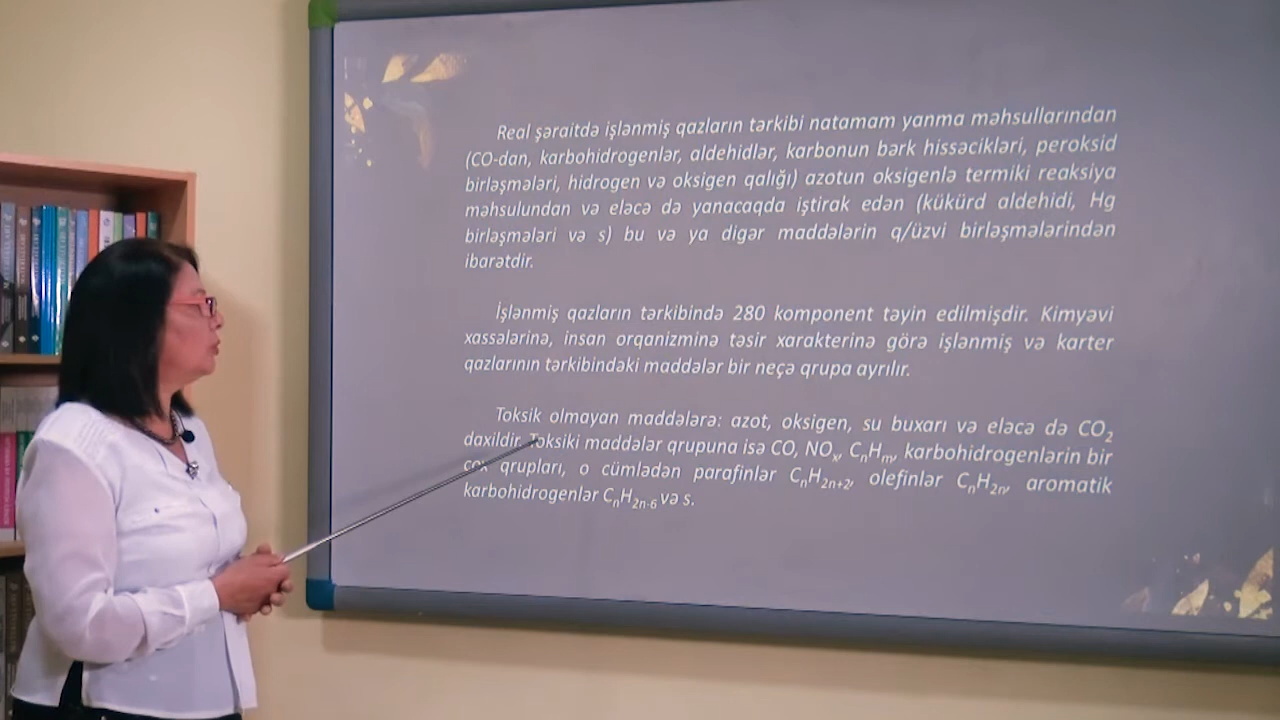 Real şəraitdə işlənmiş qazların tərkibi natamam yanma məhsullarından
(CO-dan, karbohidrogenlər, aldehidlər, karbonun bərk hissəcikləri, peroksid
birləşmələri, hidrogen və oksigen qalığı) azotun oksigenlə termiki reaksiya
məhsulundan və eləcə də yanacaqda iştirak edən (kükürd aldehidi, Hg
birləşmələri və s) bu və ya digər maddələrin q/üzvi birləşmələrindən
ibarətdir.
İşlənmiş qazların tərkibində 280 komponent təyin edilmişdir. Kimyəvi
xassələrinə, insan orqanizminə təsir xarakterinə görə işlənmiş və karter
qazlarının tərkibindəki maddələr bir neçə qrupa ayrılır.
Toksik olmayan maddələrə: azot, oksigen, su buxarı və eləcə də CO₂
daxildir. Toksiki maddələr qrupuna isə CO, NOₓ, CₙHₘ, karbohidrogenlərin bir
çox qrupları, o cümlədən parafinlər CₙH₂ₙ₊₂, olefinlər CₙH₂ₙ, aromatik
karbohidrogenlər CₙH₂ₙ₋₆ və s.